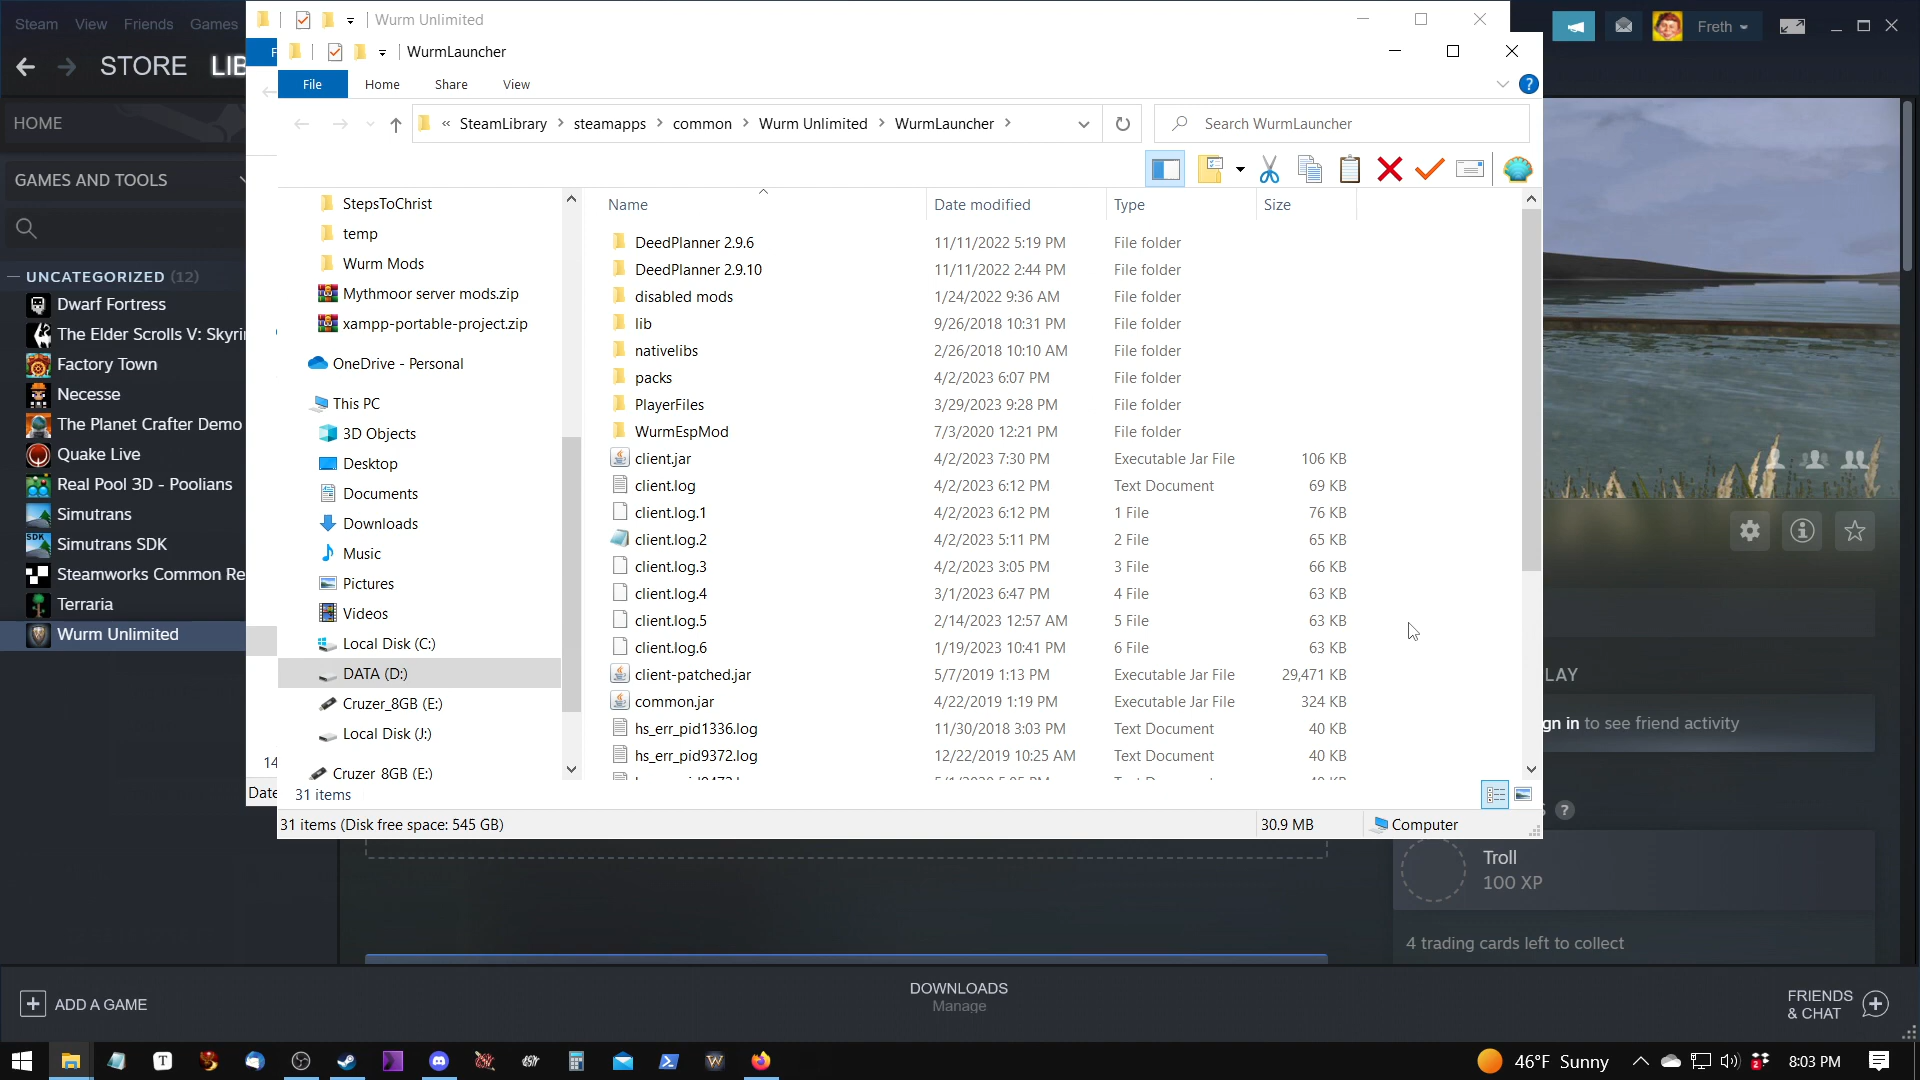 Steam View Friends Games
Wurm Unlimited
Freth
STORE LIB
WurmLauncher
File Home Share View
HOME
« SteamLibrary > steamapps > common > Wurm Unlimited > WurmLauncher >
Search WurmLauncher
GAMES AND TOOLS
UNCATEGORIZED (12)
Dwarf Fortress
The Elder Scrolls V: Skyri
Factory Town
Necesse
The Planet Crafter Demo
Quake Live
Real Pool 3D - Poolians
Simutrans
Simutrans SDK
Steamworks Common Re
Terraria
Wurm Unlimited
StepsToChrist
temp
Wurm Mods
Mythmoor server mods.zip
xampp-portable-project.zip
OneDrive - Personal
This PC
3D Objects
Desktop
Documents
Downloads
Music
Pictures
Videos
Local Disk (C:)
DATA (D:)
Cruzer_8GB (E:)
Local Disk (J:)
Cruzer 8GB (E:)
Name Date modified Type Size
DeedPlanner 2.9.6 11/11/2022 5:19 PM File folder
DeedPlanner 2.9.10 11/11/2022 2:44 PM File folder
disabled mods 1/24/2022 9:36 AM File folder
lib 9/26/2018 10:31 PM File folder
nativelibs 2/26/2018 10:10 AM File folder
packs 4/2/2023 6:07 PM File folder
PlayerFiles 3/29/2023 9:28 PM File folder
WurmEspMod 7/3/2020 12:21 PM File folder
client.jar 4/2/2023 7:30 PM Executable Jar File 106 KB
client.log 4/2/2023 6:12 PM Text Document 69 KB
client.log.1 4/2/2023 6:12 PM 1 File 76 KB
client.log.2 4/2/2023 5:11 PM 2 File 65 KB
client.log.3 4/2/2023 3:05 PM 3 File 66 KB
client.log.4 3/1/2023 6:47 PM 4 File 63 KB
client.log.5 2/14/2023 12:57 AM 5 File 63 KB
client.log.6 1/19/2023 10:41 PM 6 File 63 KB
client-patched.jar 5/7/2019 1:13 PM Executable Jar File 29,471 KB
common.jar 4/22/2019 1:19 PM Executable Jar File 324 KB
hs_err_pid1336.log 11/30/2018 3:03 PM Text Document 40 KB
hs_err_pid9372.log 12/22/2019 10:25 AM Text Document 40 KB
14
Date
31 items
31 items (Disk free space: 545 GB) 30.9 MB Computer
LAY
gn in to see friend activity
S ?
Troll
100 XP
4 trading cards left to collect
ADD A GAME
DOWNLOADS
Manage
FRIENDS
& CHAT
46°F Sunny 8:03 PM